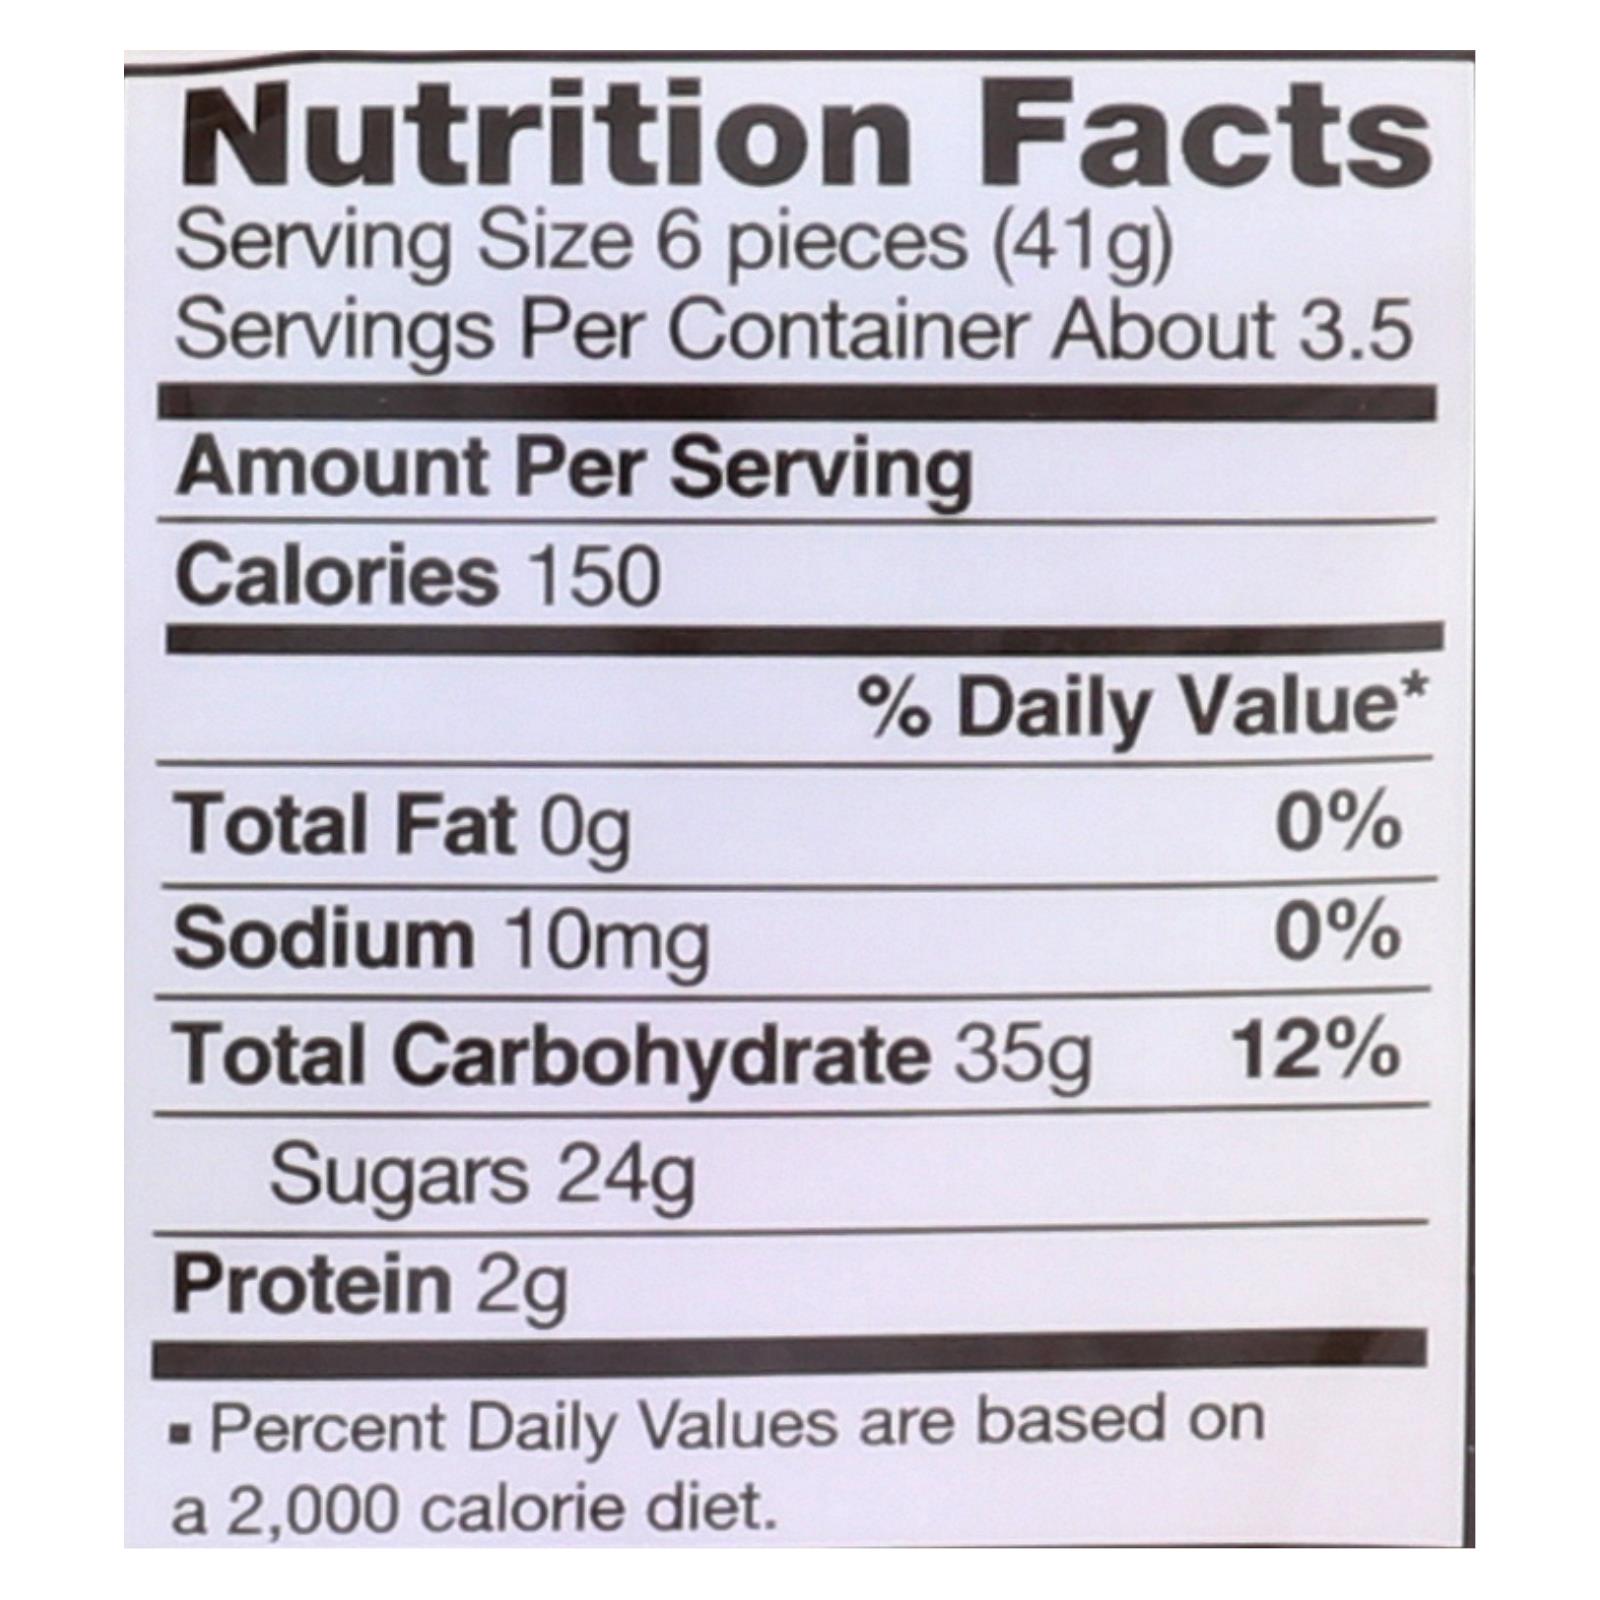 Nutrition Facts
Serving Size 6 pieces (41g)
Servings Per Container About 3.5
Amount Per Serving
Calories 150
% Daily Value*
Total Fat 0g 0%
Sodium 10mg 0%
Total Carbohydrate 35g 12%
Sugars 24g
Protein 2g
▪ Percent Daily Values are based on
a 2,000 calorie diet.